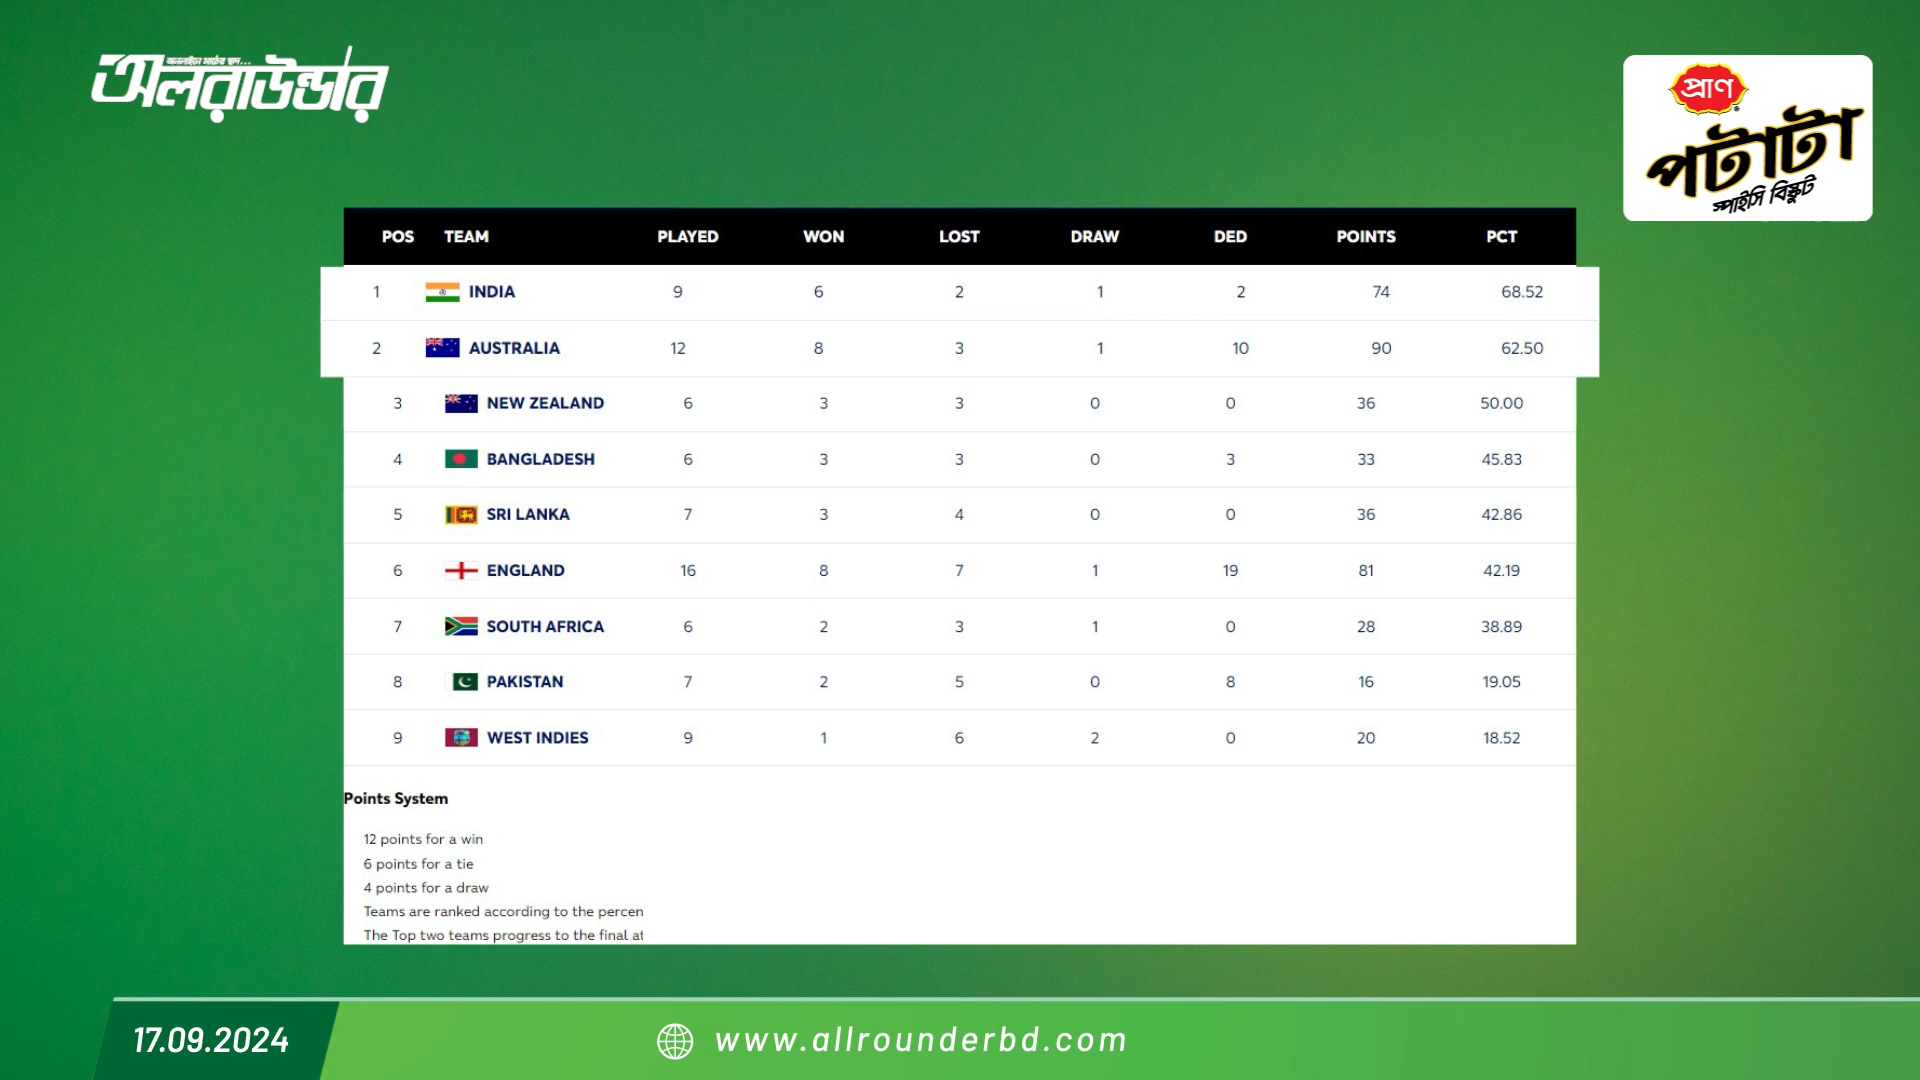 অনলাইনে মাঠের স্বাদ...
অলরাউন্ডার
প্রাণ
®
পটাটা
স্পাইসি বিস্কুট
POS TEAM PLAYED WON LOST DRAW DED POINTS PCT
1 INDIA 9 6 2 1 2 74 68.52
2 AUSTRALIA 12 8 3 1 10 90 62.50
3 NEW ZEALAND 6 3 3 0 0 36 50.00
4 BANGLADESH 6 3 3 0 3 33 45.83
5 SRI LANKA 7 3 4 0 0 36 42.86
6 ENGLAND 16 8 7 1 19 81 42.19
7 SOUTH AFRICA 6 2 3 1 0 28 38.89
8 PAKISTAN 7 2 5 0 8 16 19.05
9 WEST INDIES 9 1 6 2 0 20 18.52
Points System
12 points for a win
6 points for a tie
4 points for a draw
Teams are ranked according to the percen
The Top two teams progress to the final at
17.09.2024
www.allrounderbd.com